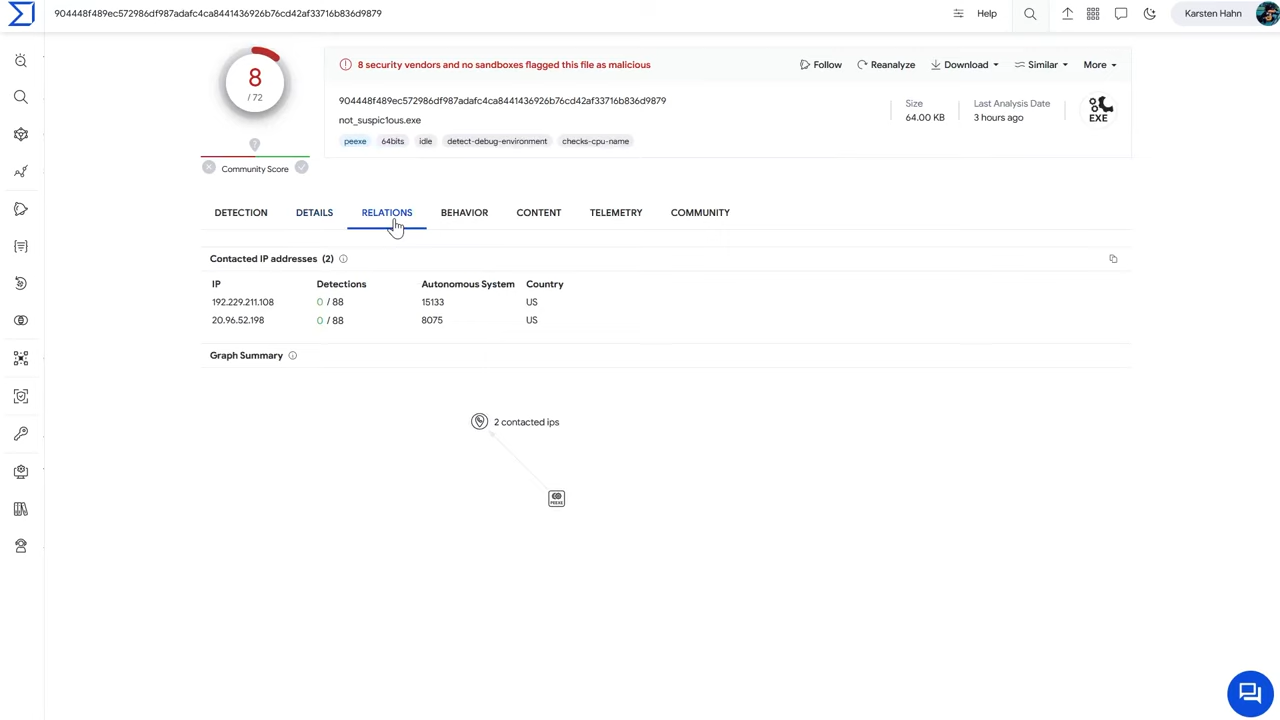 904448f489ec572986df987adafc4ca8441436926b76cd42af33716b836d9879
Help
Karsten Hahn
8
/ 72
Community Score
8 security vendors and no sandboxes flagged this file as malicious
Follow
Reanalyze
Download
Similar
More
904448f489ec572986df987adafc4ca8441436926b76cd42af33716b836d9879
not_suspic1ous.exe
peexe 64bits idle detect-debug-environment checks-cpu-name
Size
64.00 KB
Last Analysis Date
3 hours ago
EXE
DETECTION DETAILS RELATIONS BEHAVIOR CONTENT TELEMETRY COMMUNITY
Contacted IP addresses (2)
IP Detections Autonomous System Country
192.229.211.108 0 / 88 15133 US
20.96.52.198 0 / 88 8075 US
Graph Summary
2 contacted ips
PEEXE